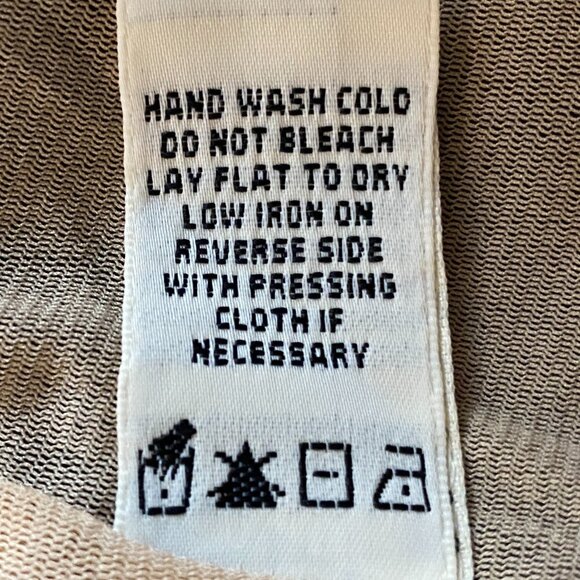 HAND WASH COLD
DO NOT BLEACH
LAY FLAT TO DRY
LOW IRON ON
REVERSE SIDE
WITH PRESSING
CLOTH IF
NECESSARY